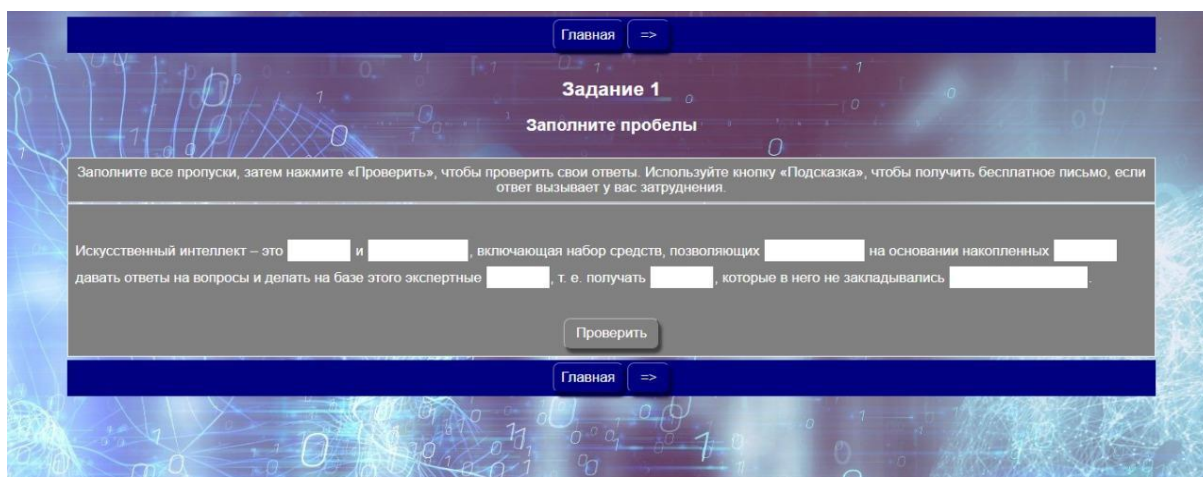 Главная =>
Задание 1
Заполните пробелы
Заполните все пропуски, затем нажмите «Проверить», чтобы проверить свои ответы. Используйте кнопку «Подсказка», чтобы получить бесплатное письмо, если
ответ вызывает у вас затруднения.
Искусственный интеллект – это и , включающая набор средств, позволяющих на основании накопленных
давать ответы на вопросы и делать на базе этого экспертные , т. е. получать , которые в него не закладывались .
Проверить
Главная =>